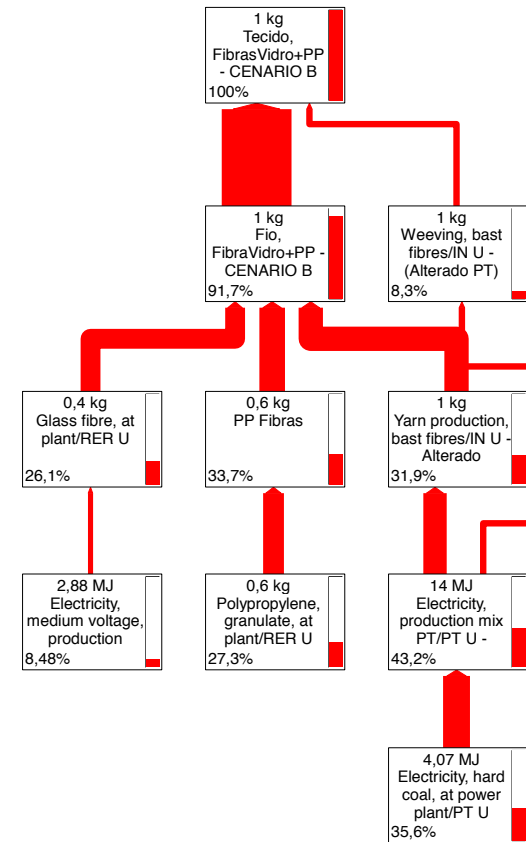 1 kg
Tecido,
FibrasVidro+PP
- CENARIO B
100%
1 kg
Fio,
FibraVidro+PP -
CENARIO B
91,7%
1 kg
Weeving, bast
fibres/IN U -
(Alterado PT)
8,3%
0,4 kg
Glass fibre, at
plant/RER U
26,1%
0,6 kg
PP Fibras
33,7%
1 kg
Yarn production,
bast fibres/IN U -
Alterado
31,9%
2,88 MJ
Electricity,
medium voltage,
production
8,48%
0,6 kg
Polypropylene,
granulate, at
plant/RER U
27,3%
14 MJ
Electricity,
production mix
PT/PT U -
43,2%
4,07 MJ
Electricity, hard
coal, at power
plant/PT U
35,6%